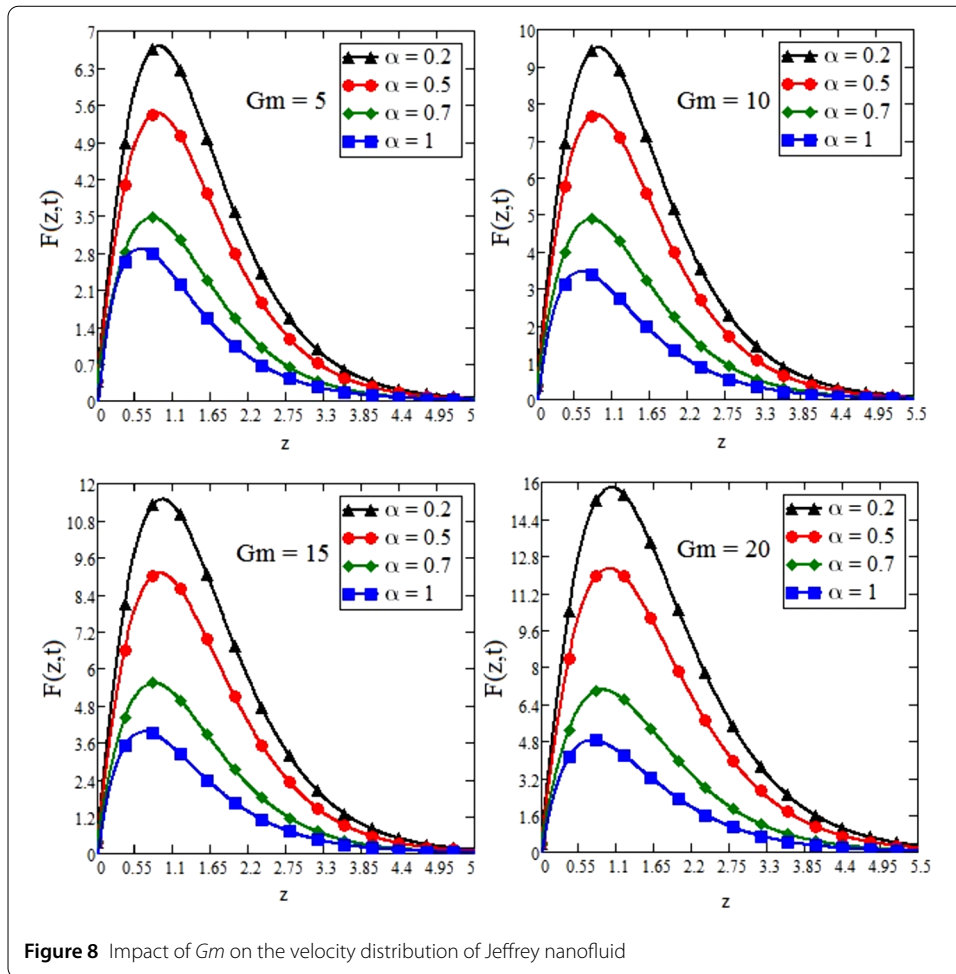 7
6.3
5.6
4.9
4.2
3.5
2.8
2.1
1.4
0.7
0
F(z,t)
Gm = 5
α = 0.2
α = 0.5
α = 0.7
α = 1
0 0.55 1.1 1.65 2.2 2.75 3.3 3.85 4.4 4.95 5.5
z
10
9
8
7
6
5
4
3
2
1
0
F(z,t)
Gm = 10
α = 0.2
α = 0.5
α = 0.7
α = 1
0 0.55 1.1 1.65 2.2 2.75 3.3 3.85 4.4 4.95 5.5
z
12
10.8
9.6
8.4
7.2
6
4.8
3.6
2.4
1.2
0
F(z,t)
Gm = 15
α = 0.2
α = 0.5
α = 0.7
α = 1
0 0.55 1.1 1.65 2.2 2.75 3.3 3.85 4.4 4.95 5.5
z
16
14.4
12.8
11.2
9.6
8
6.4
4.8
3.2
1.6
0
F(z,t)
Gm = 20
α = 0.2
α = 0.5
α = 0.7
α = 1
0 0.55 1.1 1.65 2.2 2.75 3.3 3.85 4.4 4.95 5.5
z
Figure 8 Impact of Gm on the velocity distribution of Jeffrey nanofluid